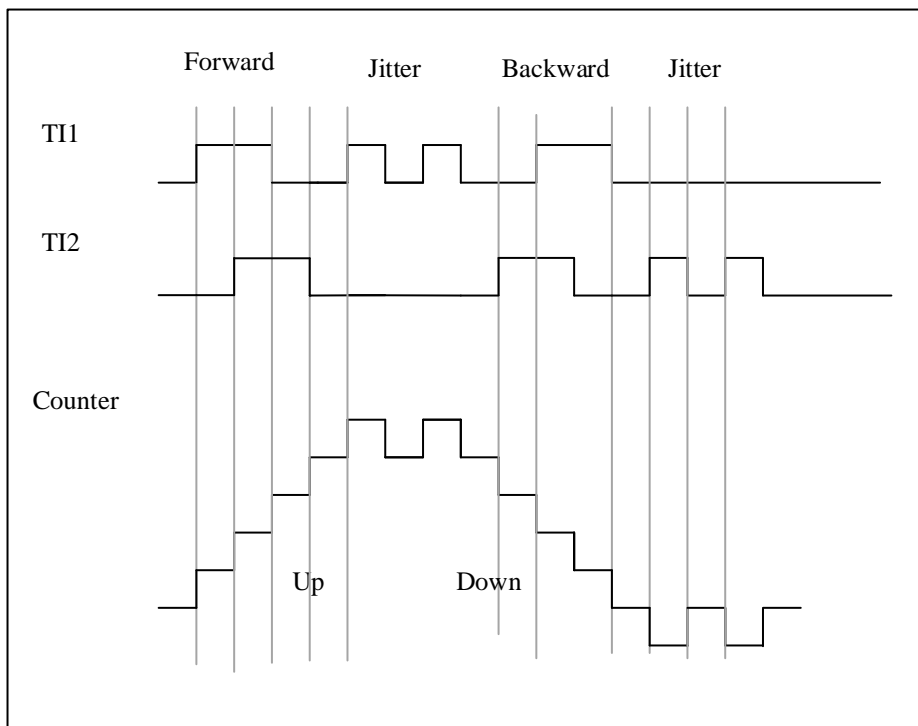 Forward
Jitter
Backward
Jitter
TI1
TI2
Counter
Up
Down